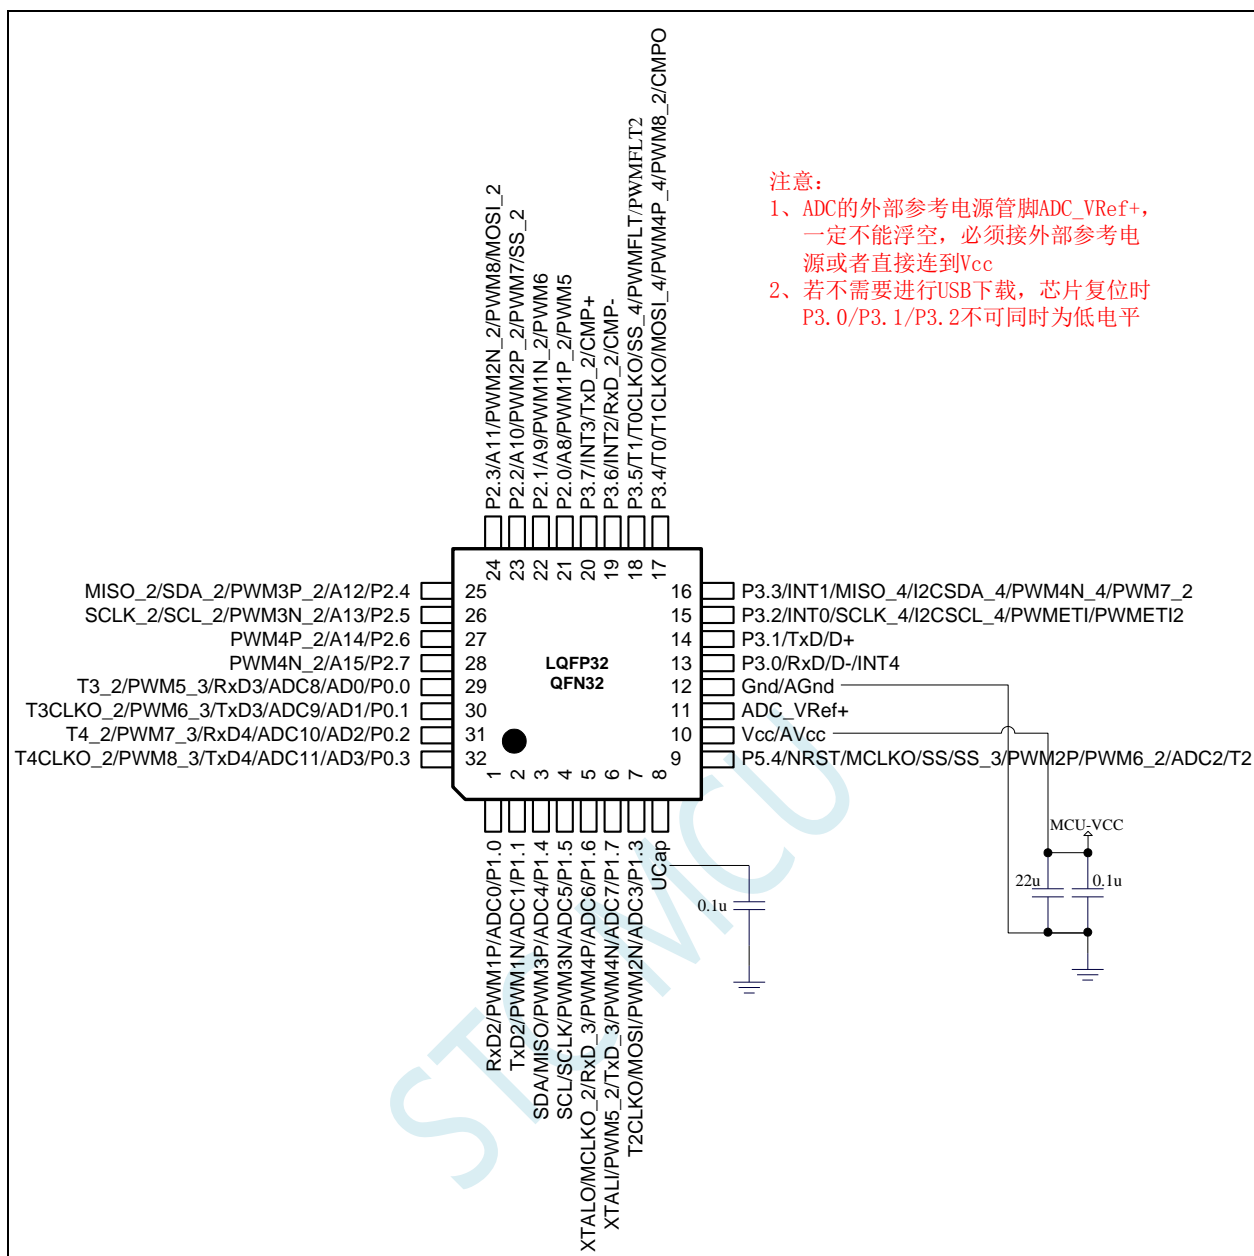 P2.3/A11/PWM2N_2/PWM8/MOSI_2
P2.2/A10/PWM2P_2/PWM7/SS_2
P2.1/A9/PWM1N_2/PWM6
P2.0/A8/PWM1P_2/PWM5
P3.7/INT3/TxD_2/CMP+
P3.6/INT2/RxD_2/CMP-
P3.5/T1/T0CLKO/SS_4/PWMFLT/PWMFLT2
P3.4/T0/T1CLKO/MOSI_4/PWM4P_4/PWM8_2/CMPO
注意：
1、ADC的外部参考电源管脚ADC_VRef+，
一定不能浮空，必须接外部参考电
源或者直接连到Vcc
2、若不需要进行USB下载，芯片复位时
P3.0/P3.1/P3.2不可同时为低电平
24 23 22 21 20 19 18 17
MISO_2/SDA_2/PWM3P_2/A12/P2.4 25
SCLK_2/SCL_2/PWM3N_2/A13/P2.5 26
PWM4P_2/A14/P2.6 27
PWM4N_2/A15/P2.7 28
T3_2/PWM5_3/RxD3/ADC8/AD0/P0.0 29
T3CLKO_2/PWM6_3/TxD3/ADC9/AD1/P0.1 30
T4_2/PWM7_3/RxD4/ADC10/AD2/P0.2 31
T4CLKO_2/PWM8_3/TxD4/ADC11/AD3/P0.3 32
LQFP32
QFN32
16 P3.3/INT1/MISO_4/I2CSDA_4/PWM4N_4/PWM7_2
15 P3.2/INT0/SCLK_4/I2CSCL_4/PWMETI/PWMETI2
14 P3.1/TxD/D+
13 P3.0/RxD/D-/INT4
12 Gnd/AGnd
11 ADC_VRef+
10 Vcc/AVcc
9 P5.4/NRST/MCLKO/SS/SS_3/PWM2P/PWM6_2/ADC2/T2
1 2 3 4 5 6 7 8
RxD2/PWM1P/ADC0/P1.0
TxD2/PWM1N/ADC1/P1.1
SDA/MISO/PWM3P/ADC4/P1.4
SCL/SCLK/PWM3N/ADC5/P1.5
XTALO/MCLKO_2/RxD_3/PWM4P/ADC6/P1.6
XTALI/PWM5_2/TxD_3/PWM4N/ADC7/P1.7
T2CLKO/MOSI/PWM2N/ADC3/P1.3
UCap
0.1u
MCU-VCC
22u
0.1u
STC MCU